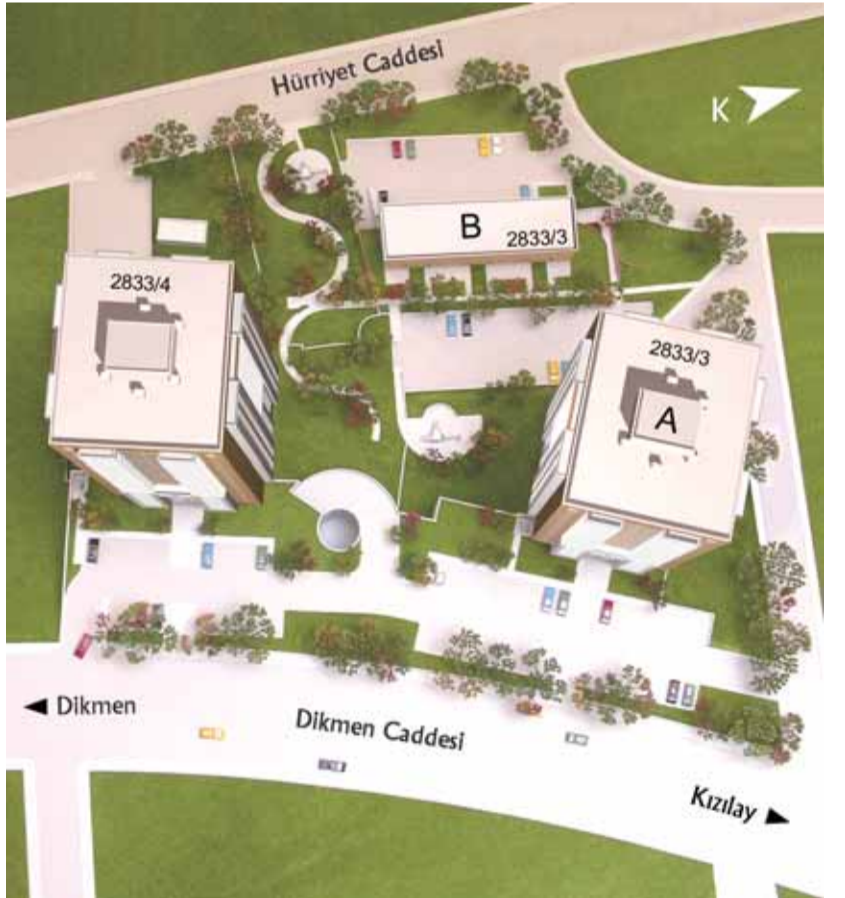 Hürriyet Caddesi
K
B
2833/3
2833/4
2833/3
A
Dikmen
Dikmen Caddesi
Kızılay